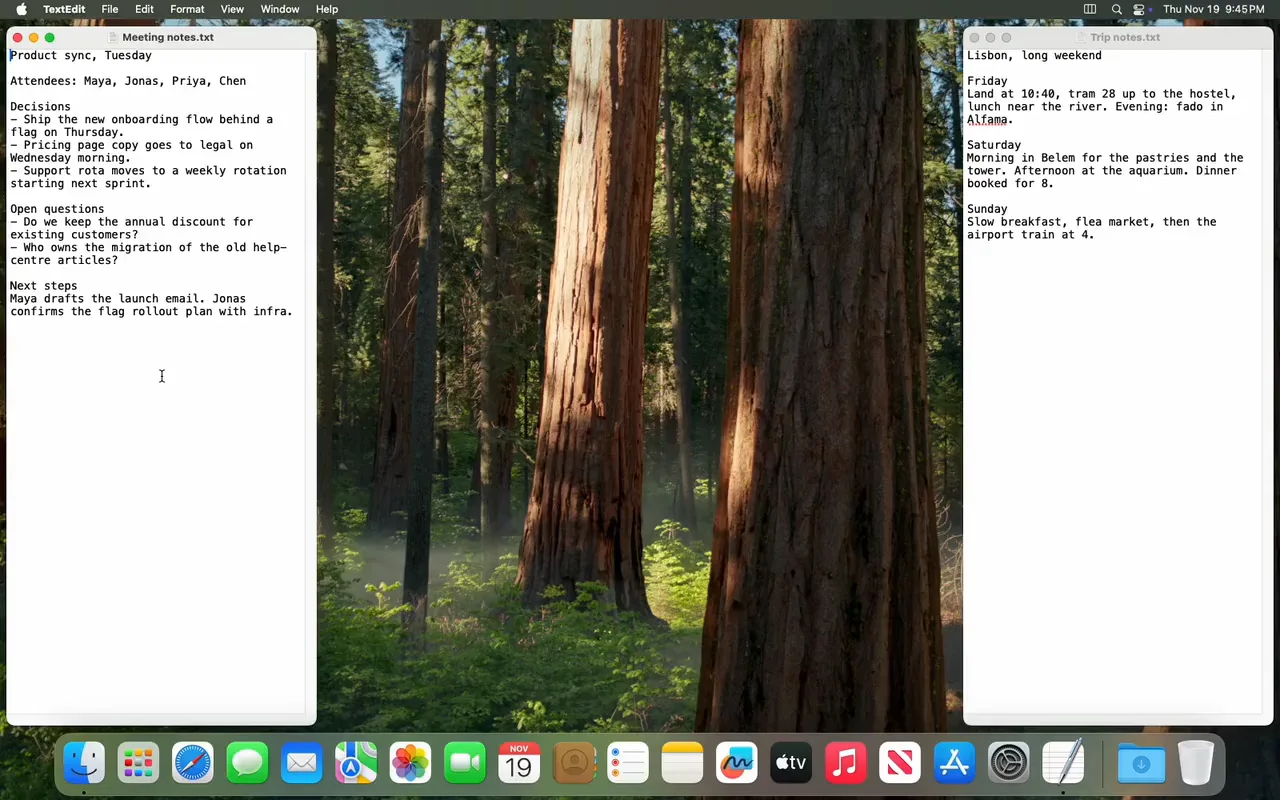 TextEdit File Edit Format View Window Help Thu Nov 19 9:45 PM
Meeting notes.txt
Product sync, Tuesday
Attendees: Maya, Jonas, Priya, Chen
Decisions
- Ship the new onboarding flow behind a
flag on Thursday.
- Pricing page copy goes to legal on
Wednesday morning.
- Support rota moves to a weekly rotation
starting next sprint.
Open questions
- Do we keep the annual discount for
existing customers?
- Who owns the migration of the old help-
centre articles?
Next steps
Maya drafts the launch email. Jonas
confirms the flag rollout plan with infra.
Trip notes.txt
Lisbon, long weekend
Friday
Land at 10:40, tram 28 up to the hostel,
lunch near the river. Evening: fado in
Alfama.
Saturday
Morning in Belem for the pastries and the
tower. Afternoon at the aquarium. Dinner
booked for 8.
Sunday
Slow breakfast, flea market, then the
airport train at 4.
NOV
19
tv